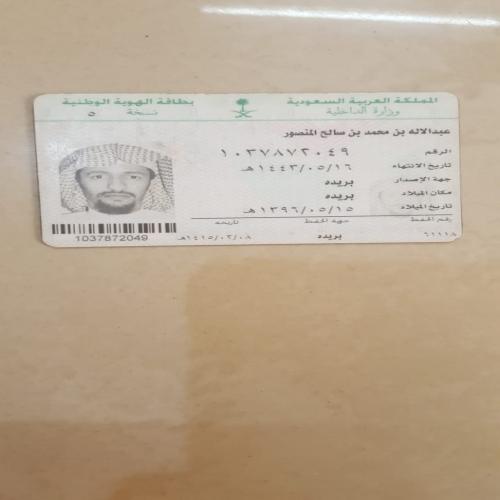 المملكة العربية السعودية
بطاقة الهوية الوطنية
وزارة الداخلية
نسخة ٥
عبدالاله بن محمد بن صالح المنصور
الرقم ١٠٣٧٨٧٢٠٤٩
تاريخ الانتهاء ١٤٤٣/٠٥/١٦هـ
جهة الإصدار بريده
مكان الميلاد بريده
تاريخ الميلاد ١٣٩٦/٠٥/١٥هـ
رقم الحفظ جهة الحفظ تاريخه
٦١١١٨ بريده ١٤١٥/٠٢/٠٨هـ
1037872049